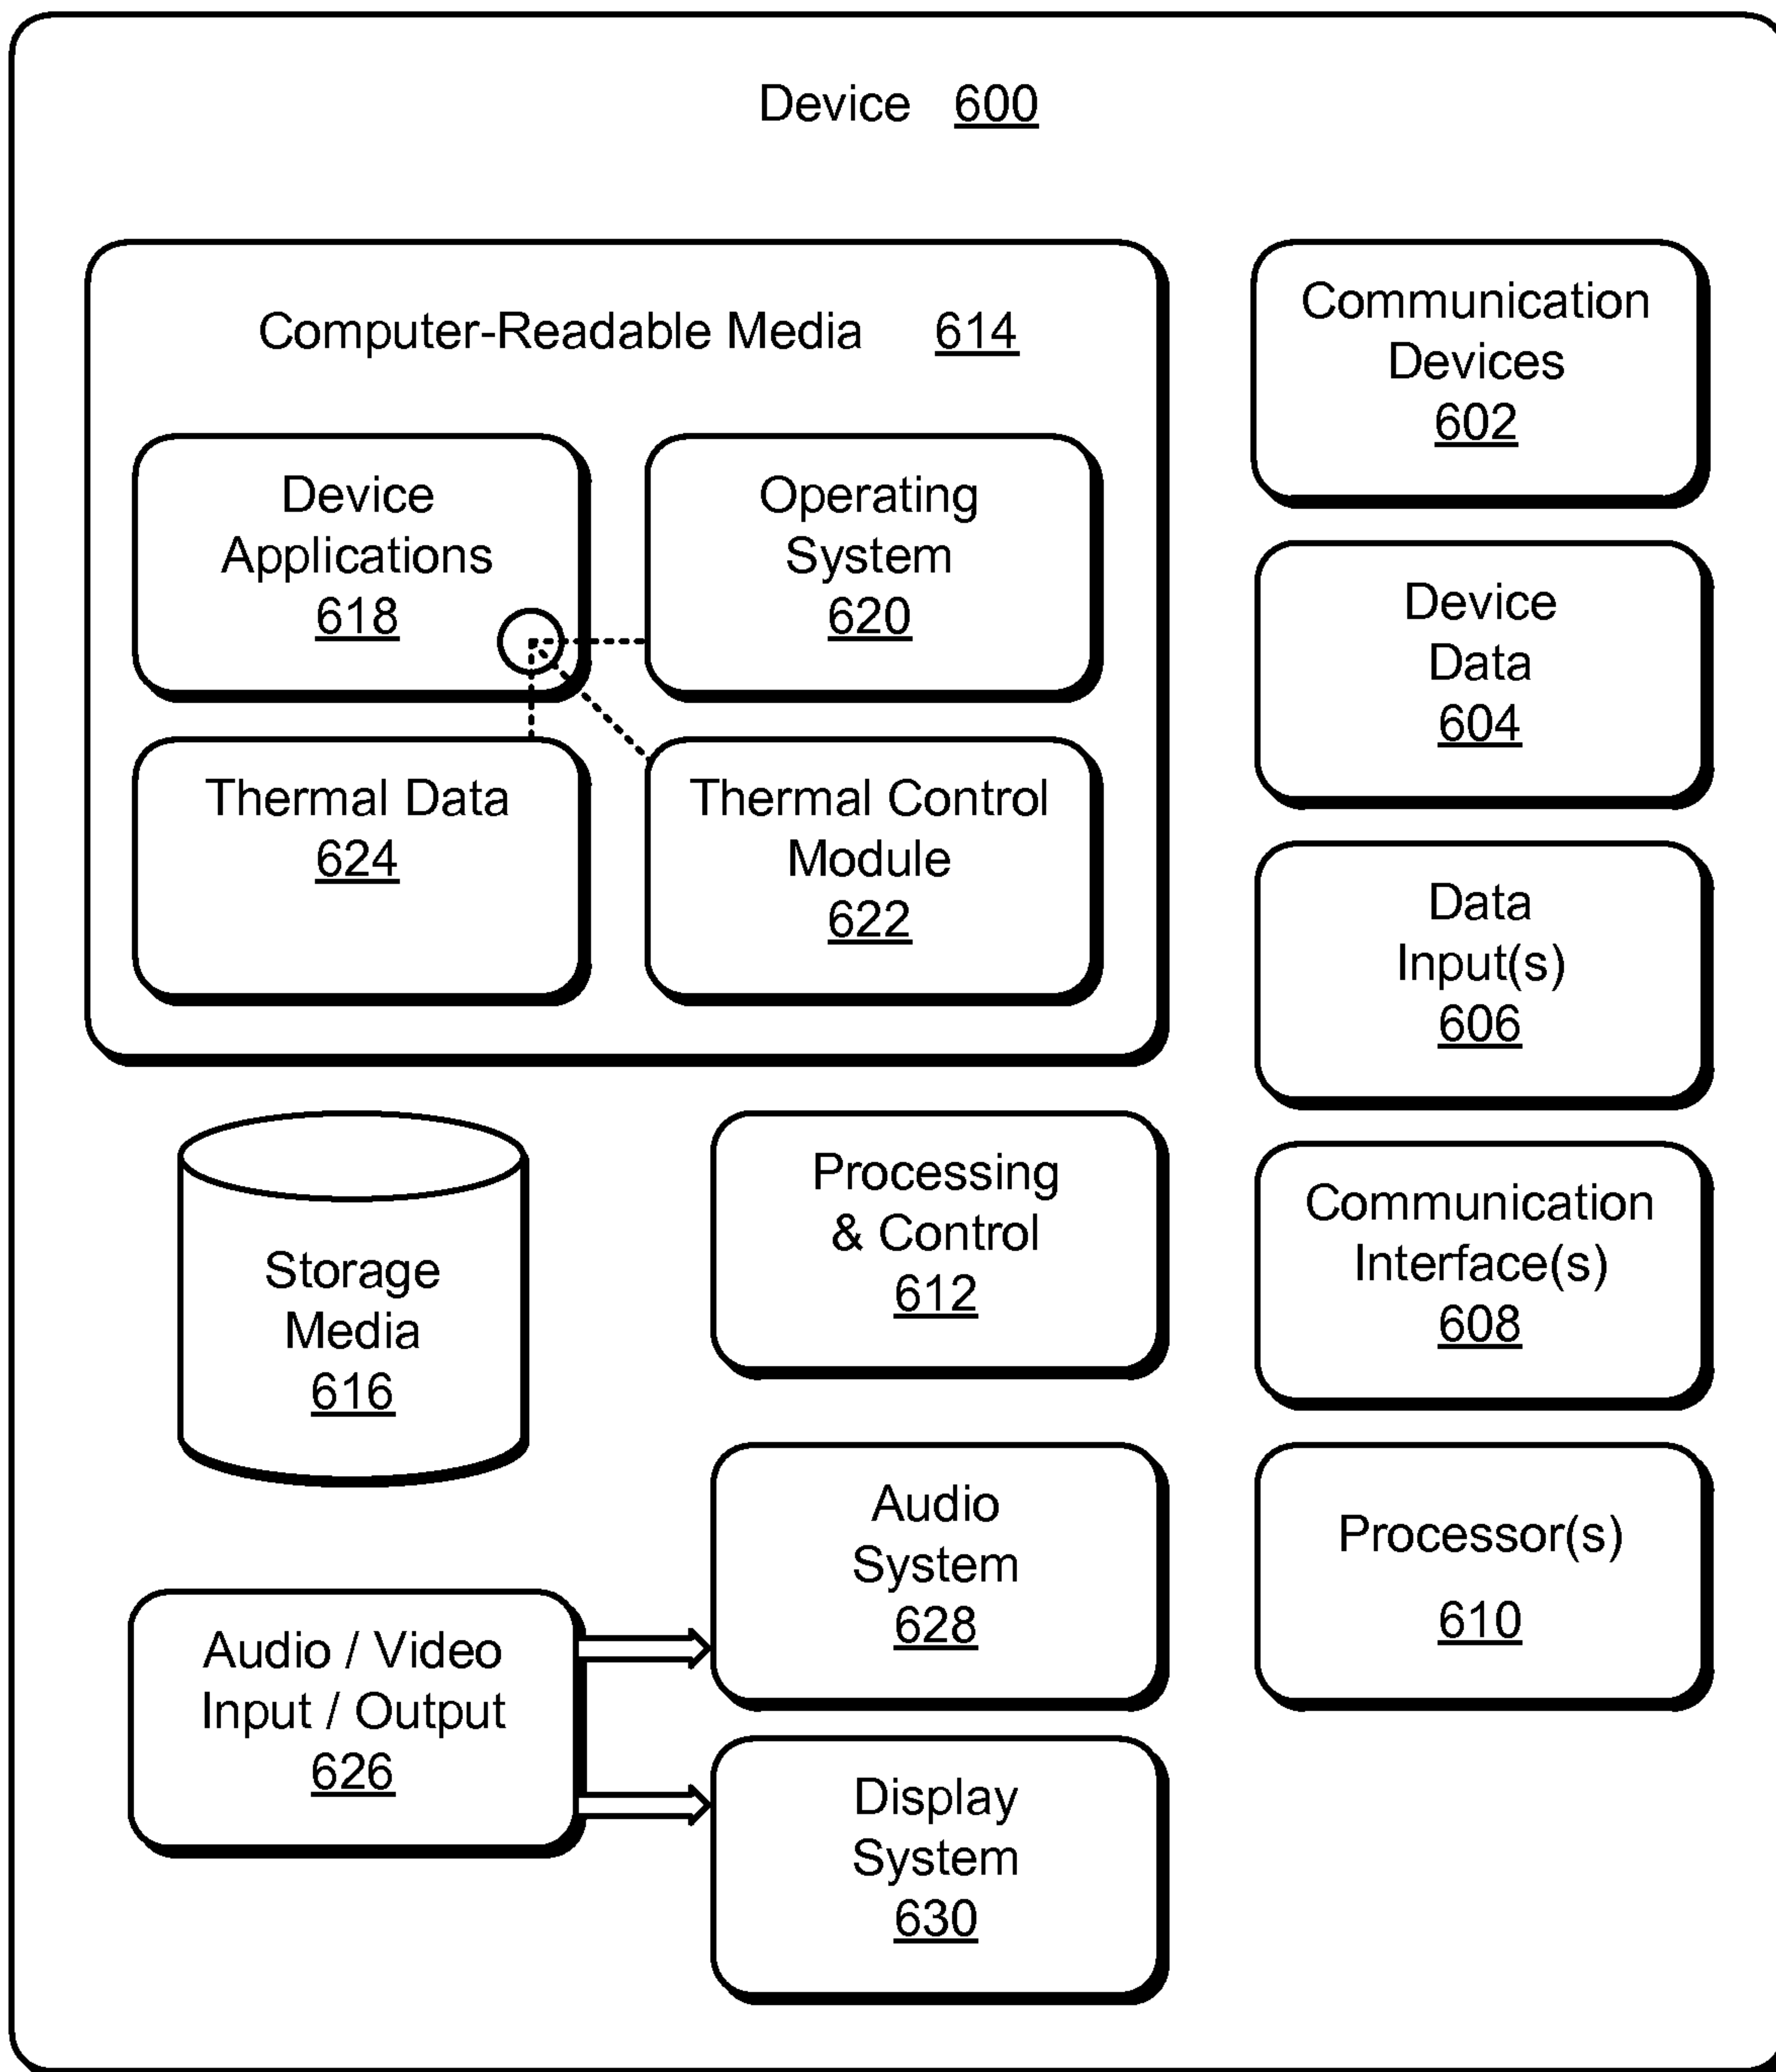 Device 600
Computer-Readable Media 614
Device
Applications
618
Operating
System
620
Thermal Data
624
Thermal Control
Module
622
Communication
Devices
602
Device
Data
604
Data
Input(s)
606
Communication
Interface(s)
608
Processor(s)
610
Storage
Media
616
Processing
& Control
612
Audio
System
628
Audio / Video
Input / Output
626
Display
System
630